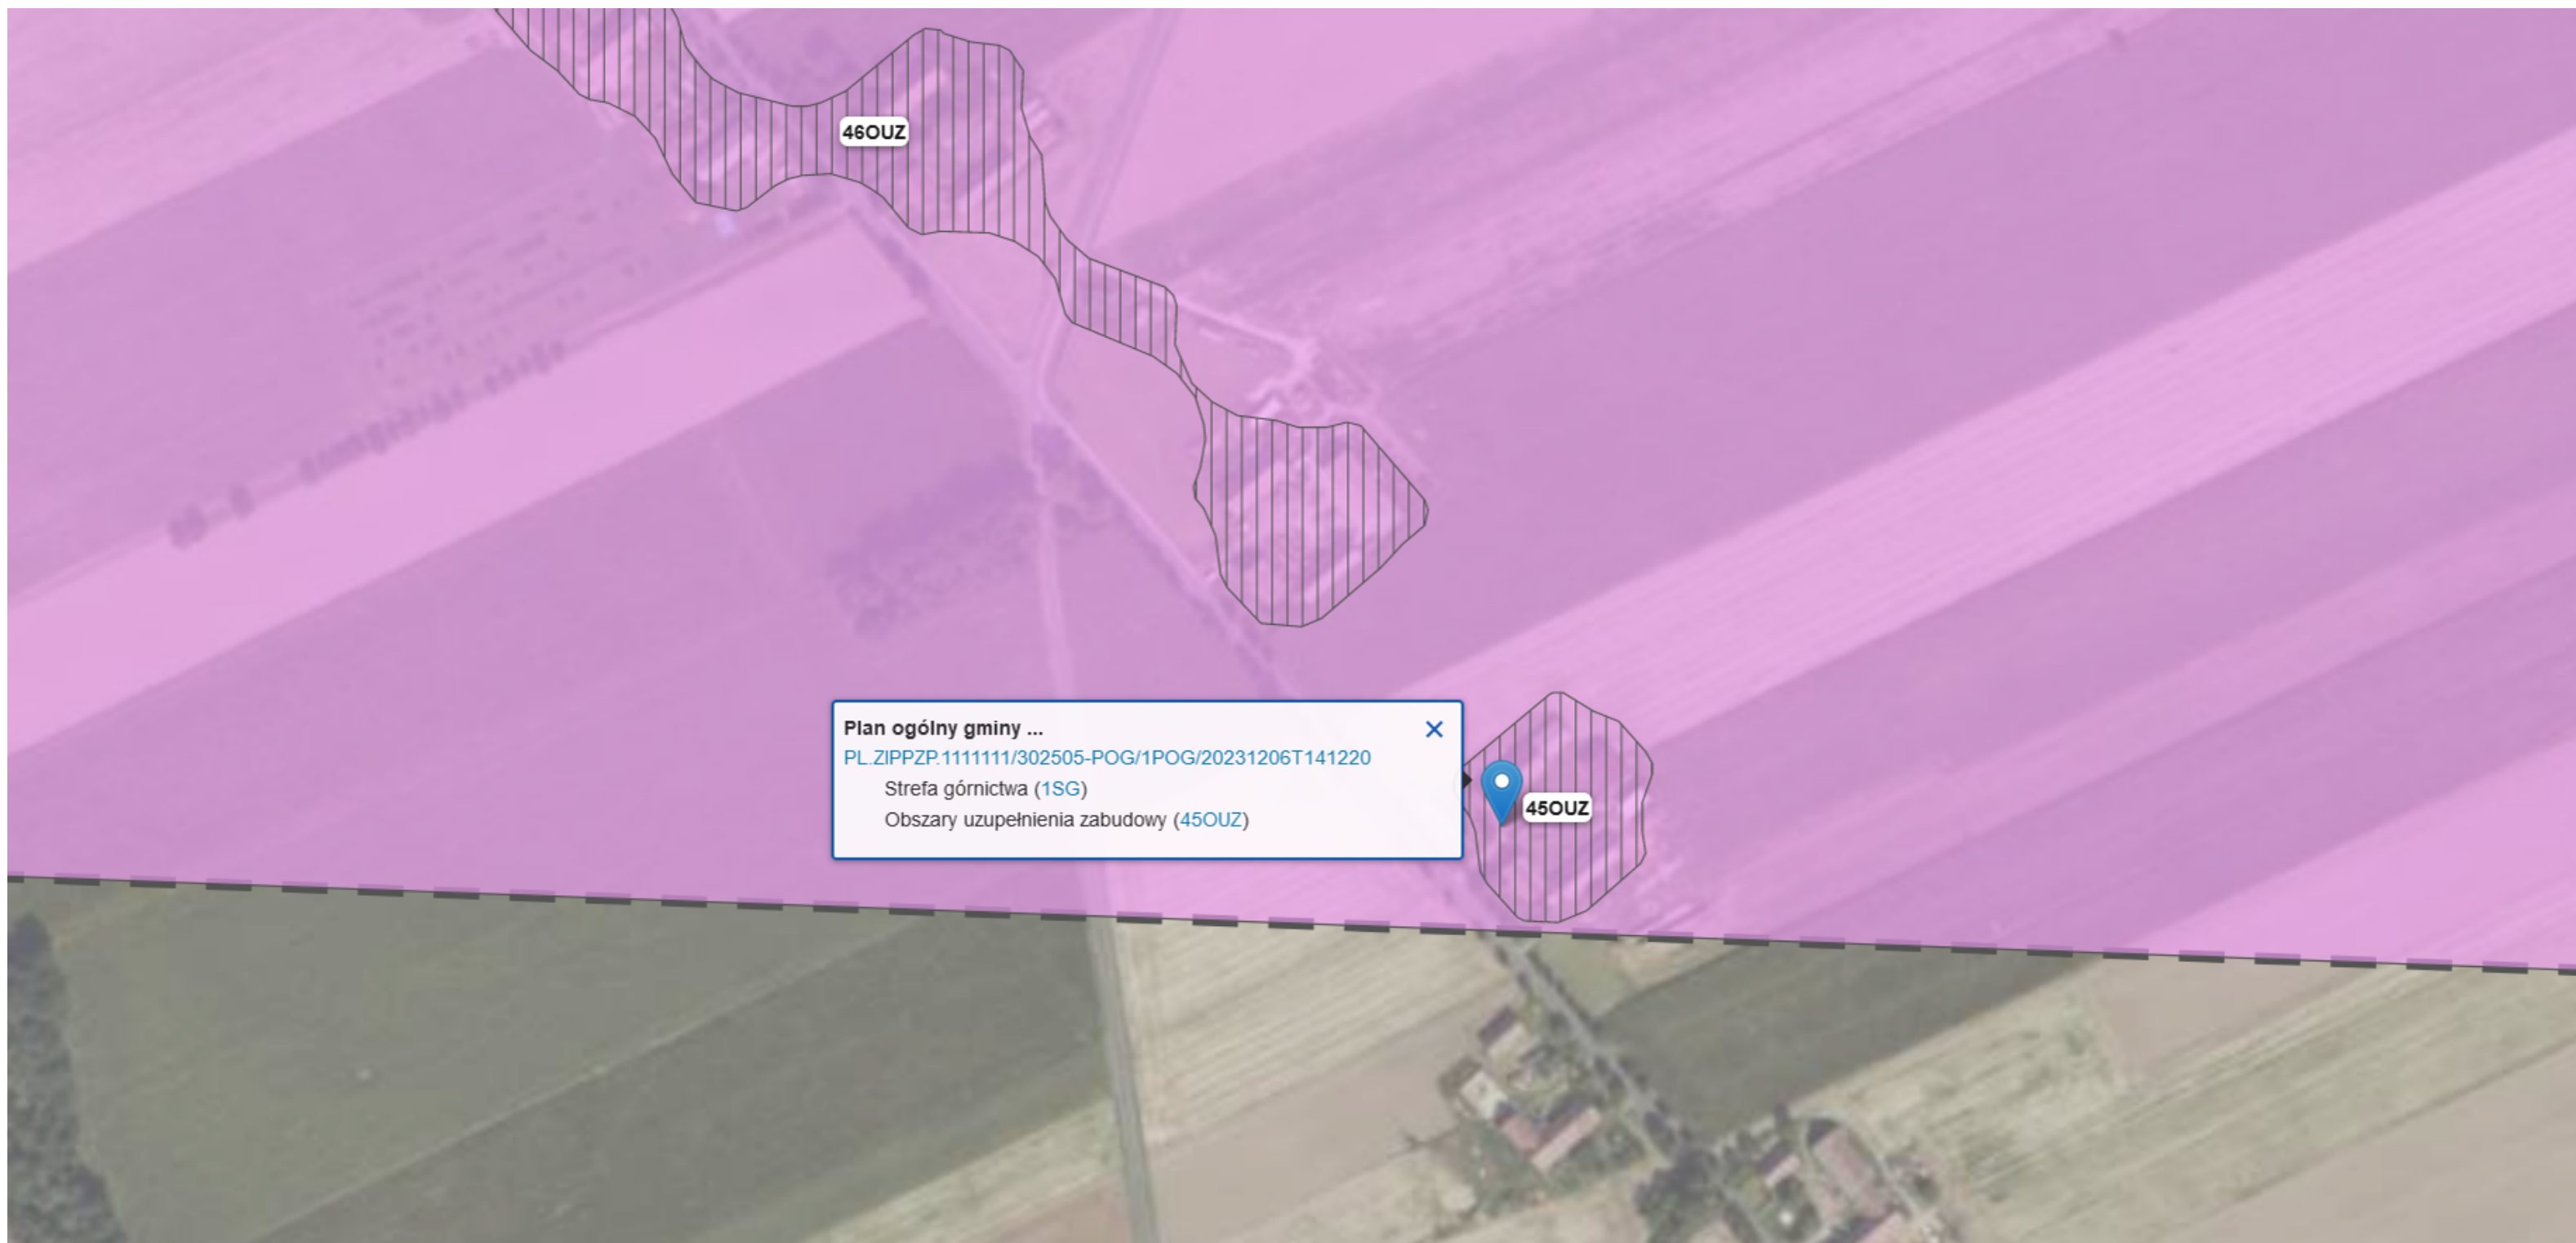 46OUZ
Plan ogólny gminy ...
PL.ZIPPZP.1111111/302505-POG/1POG/20231206T141220
Strefa górnictwa (1SG)
Obszary uzupełnienia zabudowy (45OUZ)
45OUZ